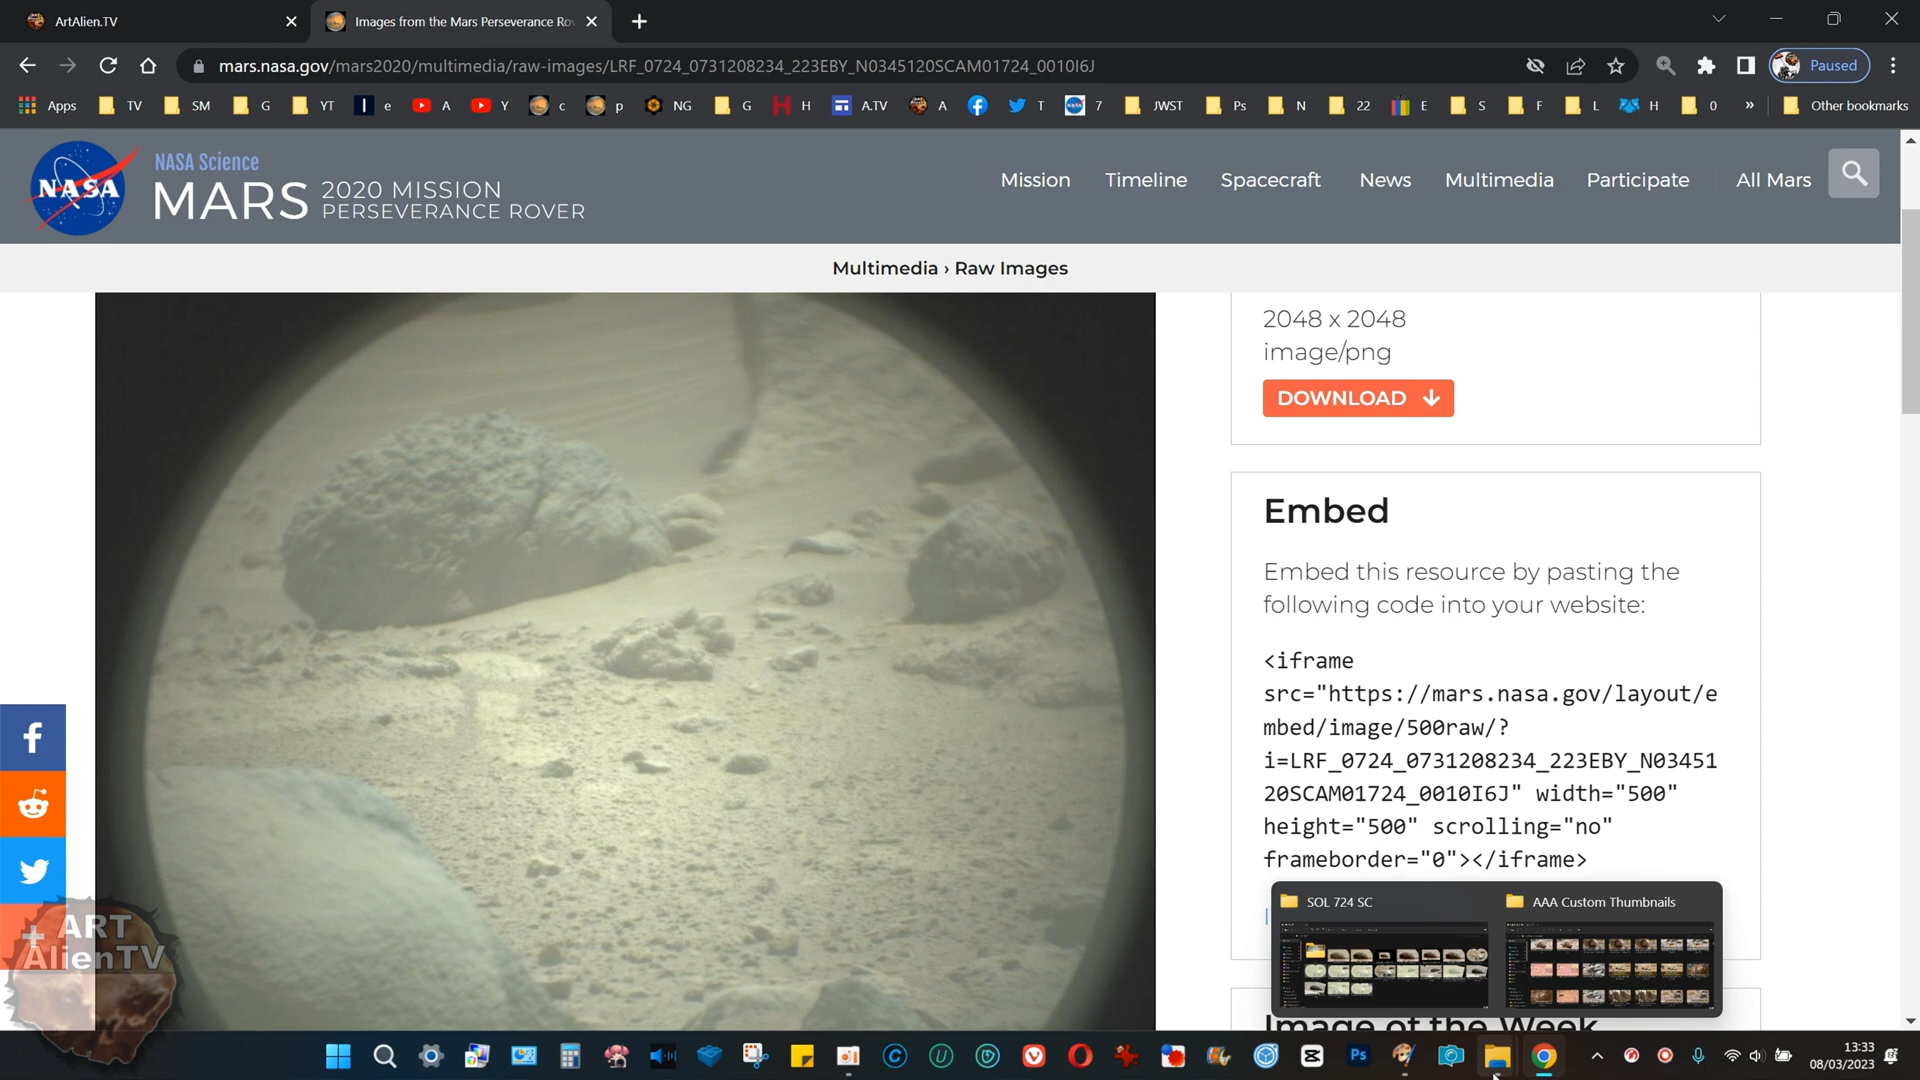 ArtAlien.TV
Images from the Mars Perseverance Ro
mars.nasa.gov/mars2020/multimedia/raw-images/LRF_0724_0731208234_223EBY_N0345120SCAM01724_0010I6J
Paused
Apps TV SM G YT e A Y c p NG G H A.TV A T 7 JWST Ps N 22 E S F L H 0 » Other bookmarks
NASA
NASA Science
MARS 2020 MISSION
PERSEVERANCE ROVER
Mission Timeline Spacecraft News Multimedia Participate All Mars
Multimedia › Raw Images
2048 x 2048
image/png
DOWNLOAD
Embed
Embed this resource by pasting the
following code into your website:
<iframe
src="https://mars.nasa.gov/layout/e
mbed/image/500raw/?
i=LRF_0724_0731208234_223EBY_N03451
20SCAM01724_0010I6J" width="500"
height="500" scrolling="no"
frameborder="0"></iframe>
SOL 724 SC
AAA Custom Thumbnails
Image of the Week
ART
AlienTV
Ps
13:33
08/03/2023